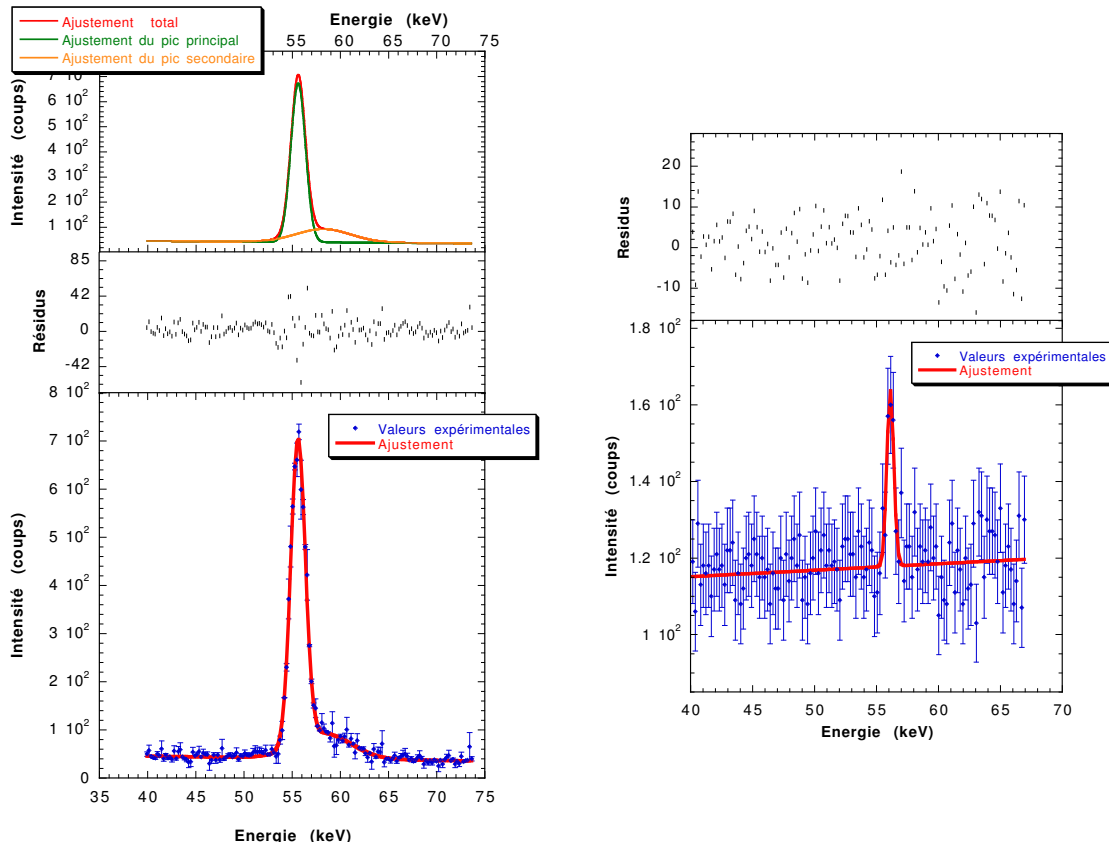 Energie (keV)
Ajustement total
Ajustement du pic principal
Ajustement du pic secondaire
55 60 65 70 75
7 10²
6 10²
5 10²
4 10²
3 10²
2 10²
1 10²
Intensité (coups)
85
42
0
-42
Résidus
8 10²
7 10²
6 10²
5 10²
4 10²
3 10²
2 10²
1 10²
0
Intensité (coups)
Valeurs expérimentales
Ajustement
35 40 45 50 55 60 65 70 75
Energie (keV)
20
10
0
-10
Residus
1.8 10²
1.6 10²
1.4 10²
1.2 10²
1 10²
Intensité (coups)
Valeurs expérimentales
Ajustement
40 45 50 55 60 65 70
Energie (keV)